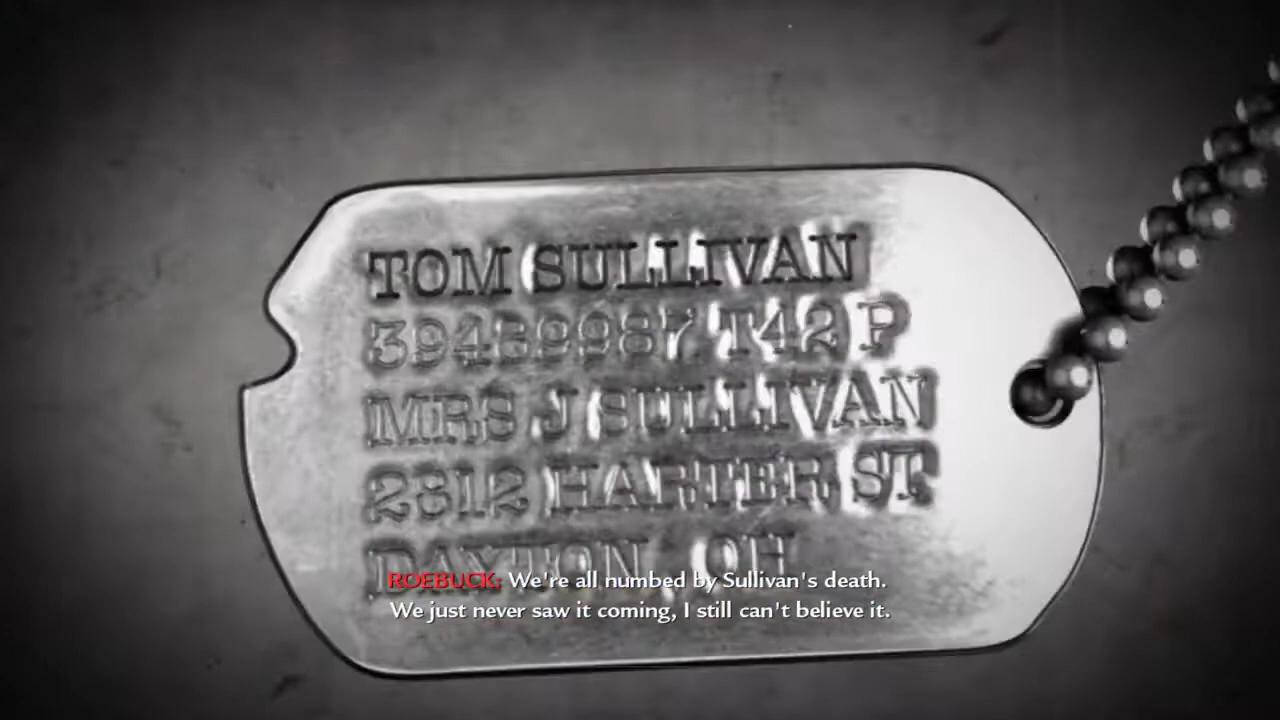 TOM SULLIVAN
39489987 T42 P
MRS J SULLIVAN
2812 HARTER ST
DAYTON, OH
ROEBUCK: We're all numbed by Sullivan's death.
We just never saw it coming, I still can't believe it.